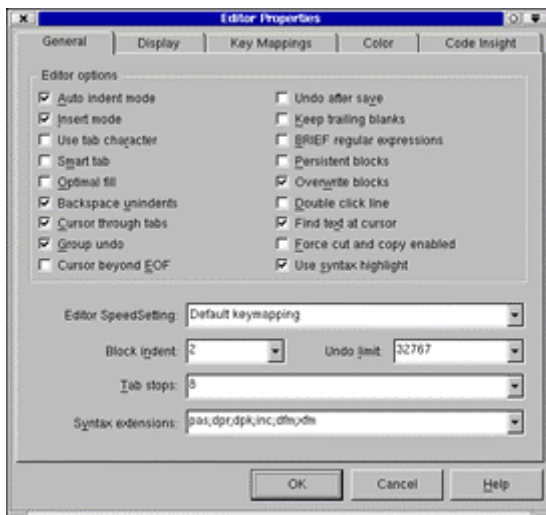 Editor Properties
General Display Key Mappings Color Code Insight
Editor options
Auto indent mode
Insert mode
Use tab character
Smart tab
Optimal fill
Backspace unindents
Cursor through tabs
Group undo
Cursor beyond EOF
Undo after save
Keep trailing blanks
BRIEF regular expressions
Persistent blocks
Overwrite blocks
Double click line
Find text at cursor
Force cut and copy enabled
Use syntax highlight
Editor SpeedSetting: Default keymapping
Block indent: 2 Undo limit: 32767
Tab stops: 8
Syntax extensions: pas;dpr;dpk;inc;dfm;xfm
OK Cancel Help